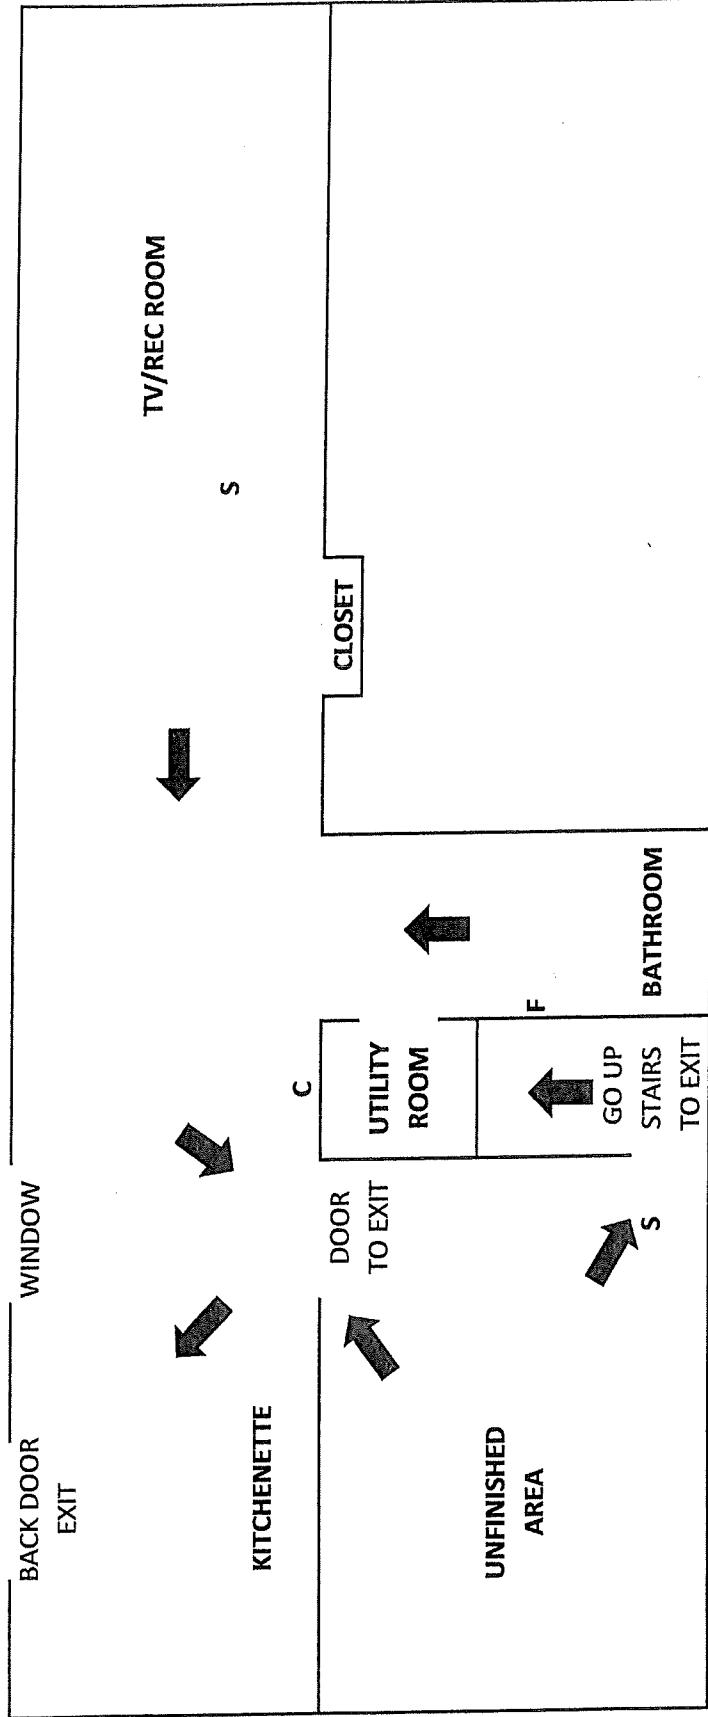 BACK DOOR
EXIT
WINDOW
TV/REC ROOM
S
KITCHENETTE
C
DOOR
TO EXIT
UTILITY
ROOM
CLOSET
UNFINISHED
AREA
F
S
GO UP
STAIRS
TO EXIT
BATHROOM